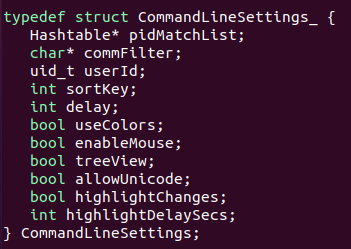 typedef struct CommandLineSettings_ {
   Hashtable* pidMatchList;
   char* commFilter;
   uid_t userId;
   int sortKey;
   int delay;
   bool useColors;
   bool enableMouse;
   bool treeView;
   bool allowUnicode;
   bool highlightChanges;
   int highlightDelaySecs;
} CommandLineSettings;